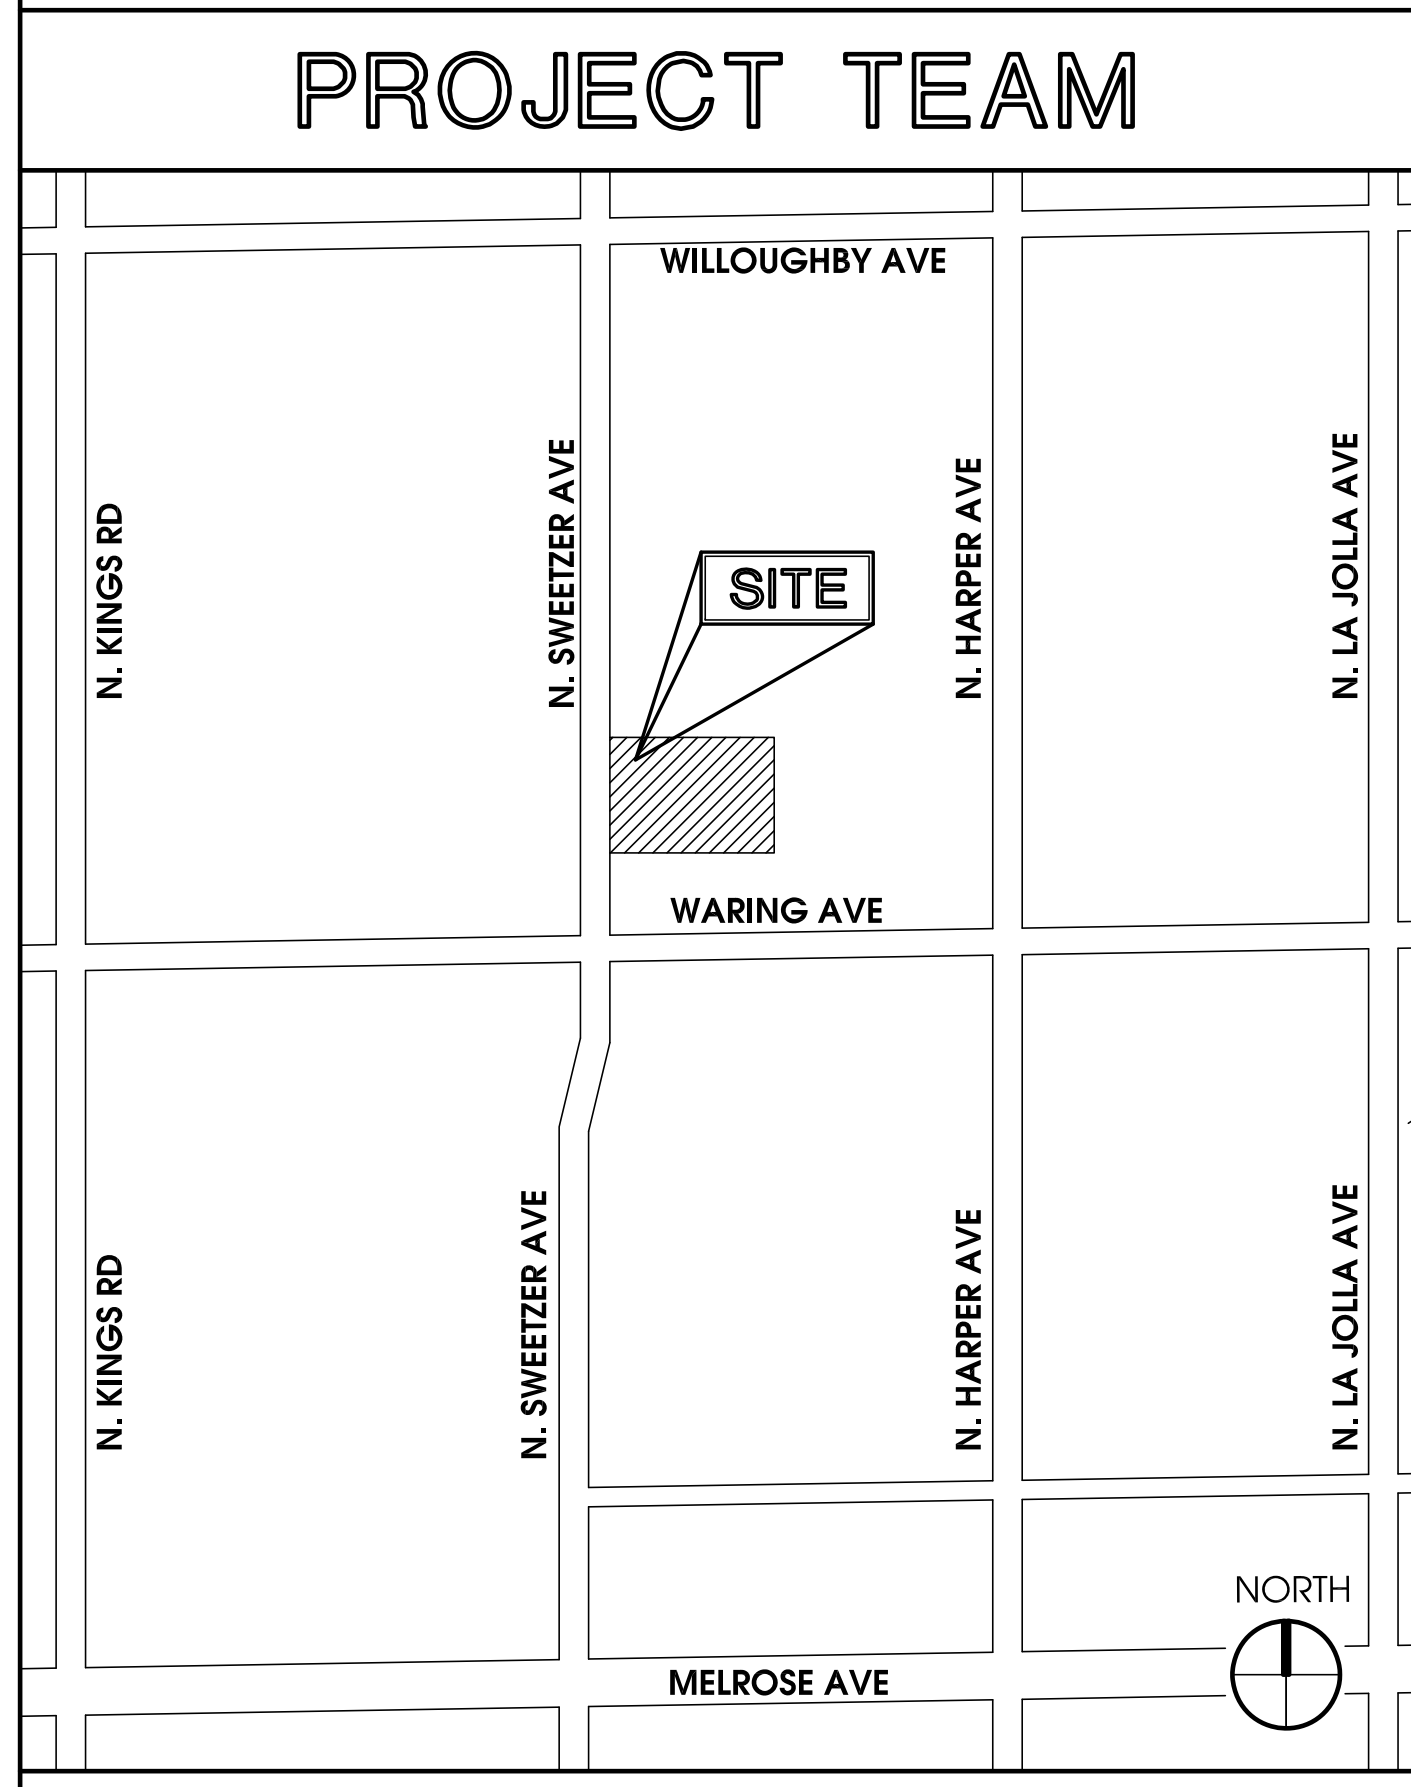 PROJECT TEAM
WILLOUGHBY AVE
N. KINGS RD
N. SWEETZER AVE
N. HARPER AVE
N. LA JOLLA AVE
SITE
WARING AVE
N. KINGS RD
N. SWEETZER AVE
N. HARPER AVE
N. LA JOLLA AVE
NORTH
MELROSE AVE